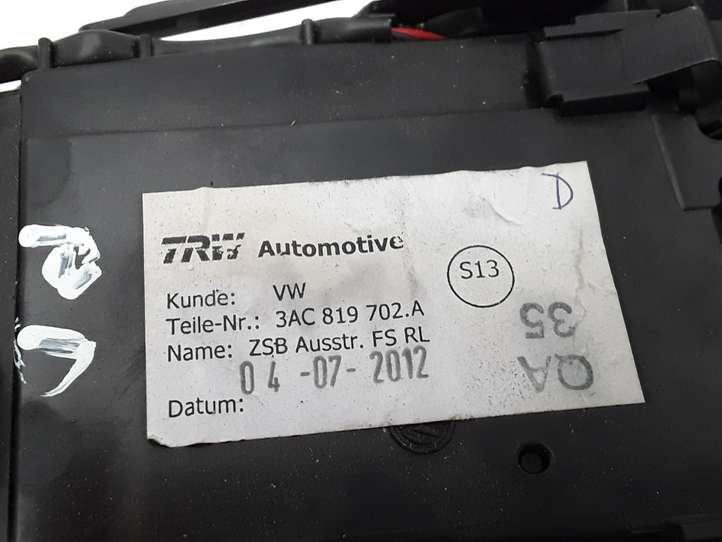 TRW Automotive
S13
D
Kunde: VW
Teile-Nr.: 3AC 819 702.A
Name: ZSB Ausstr. FS RL
04-07-2012
Datum:
QA
35